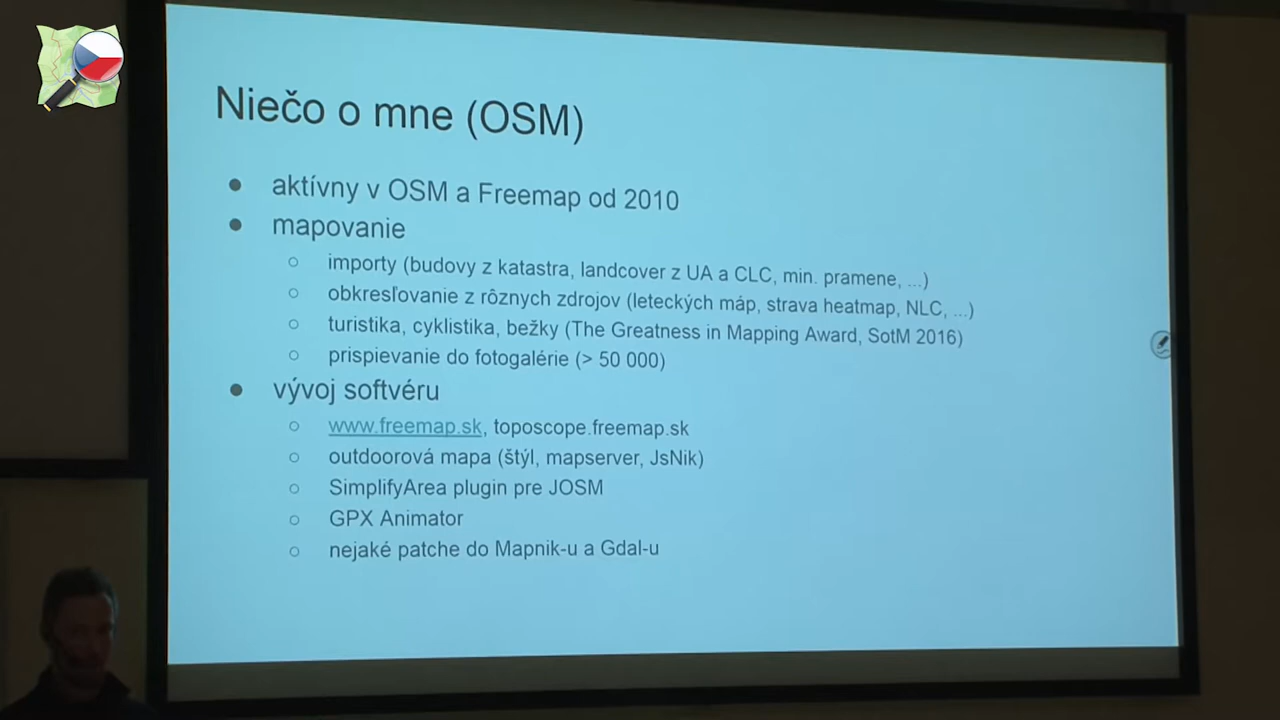 Niečo o mne (OSM)
aktívny v OSM a Freemap od 2010
mapovanie
importy (budovy z katastra, landcover z UA a CLC, min. pramene, ...)
obkresľovanie z rôznych zdrojov (leteckých máp, strava heatmap, NLC, ...)
turistika, cyklistika, bežky (The Greatness in Mapping Award, SotM 2016)
prispievanie do fotogalérie (> 50 000)
vývoj softvéru
www.freemap.sk, toposcope.freemap.sk
outdoorová mapa (štýl, mapserver, JsNik)
SimplifyArea plugin pre JOSM
GPX Animator
nejaké patche do Mapnik-u a Gdal-u